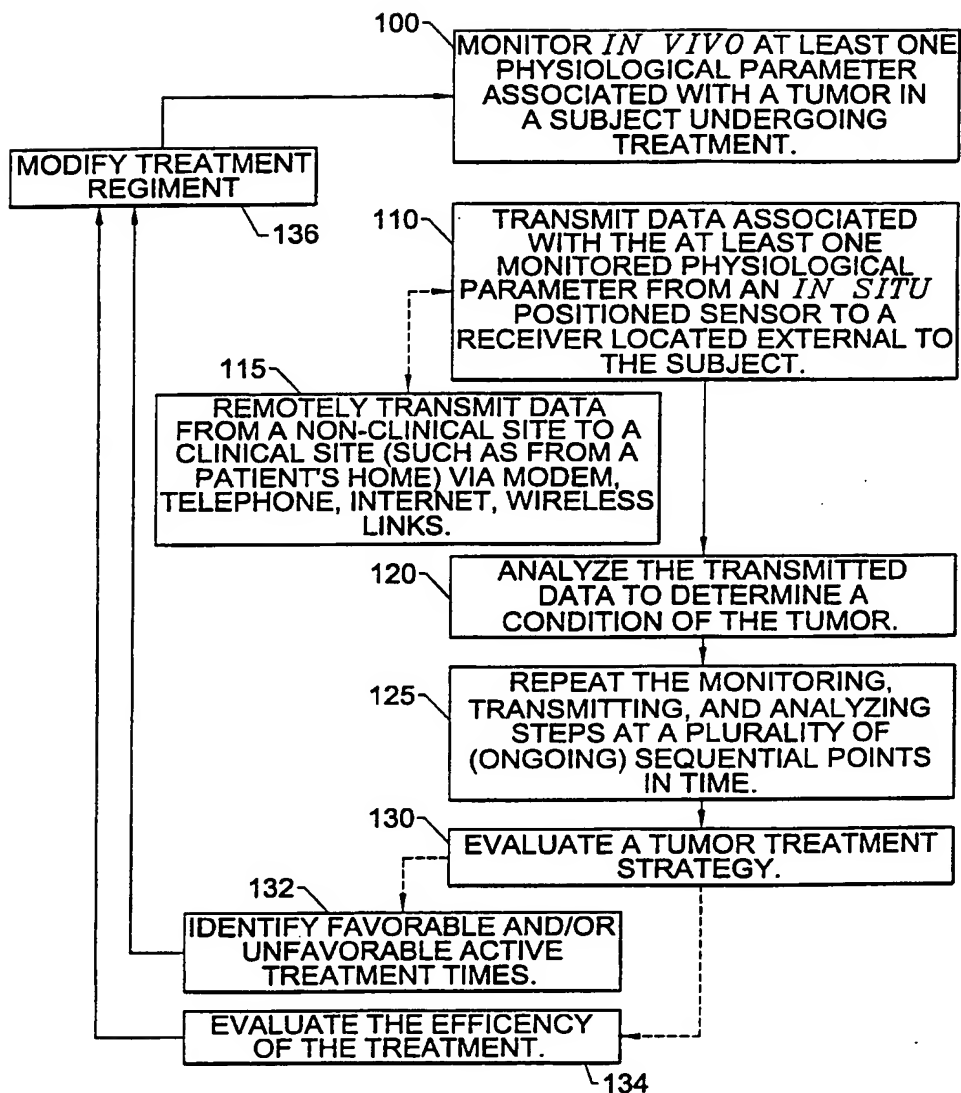 100
MONITOR IN VIVO AT LEAST ONE
PHYSIOLOGICAL PARAMETER
ASSOCIATED WITH A TUMOR IN
A SUBJECT UNDERGOING
TREATMENT.
MODIFY TREATMENT
REGIMENT
136
110
TRANSMIT DATA ASSOCIATED
WITH THE AT LEAST ONE
MONITORED PHYSIOLOGICAL
PARAMETER FROM AN IN SITU
POSITIONED SENSOR TO A
RECEIVER LOCATED EXTERNAL TO
THE SUBJECT.
115
REMOTELY TRANSMIT DATA
FROM A NON-CLINICAL SITE TO A
CLINICAL SITE (SUCH AS FROM A
PATIENT'S HOME) VIA MODEM,
TELEPHONE, INTERNET, WIRELESS
LINKS.
120
ANALYZE THE TRANSMITTED
DATA TO DETERMINE A
CONDITION OF THE TUMOR.
125
REPEAT THE MONITORING,
TRANSMITTING, AND ANALYZING
STEPS AT A PLURALITY OF
(ONGOING) SEQUENTIAL POINTS
IN TIME.
130
EVALUATE A TUMOR TREATMENT
STRATEGY.
132
IDENTIFY FAVORABLE AND/OR
UNFAVORABLE ACTIVE
TREATMENT TIMES.
EVALUATE THE EFFICENCY
OF THE TREATMENT.
134